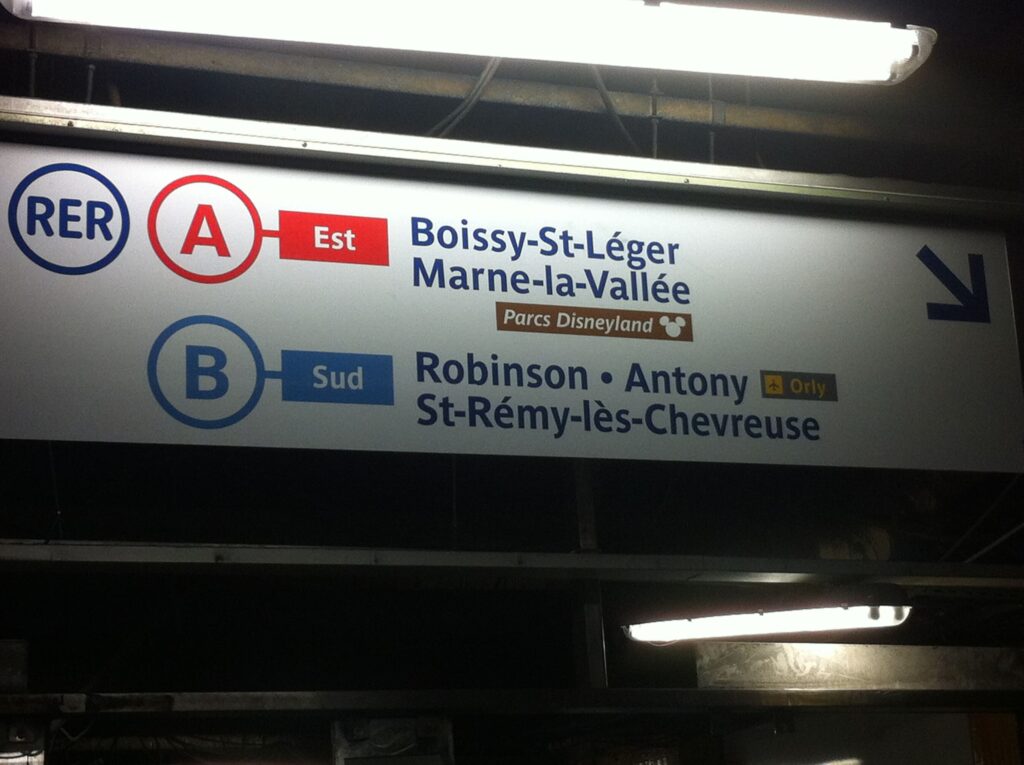 RER A Est Boissy-St-Léger
Marne-la-Vallée
Parcs Disneyland
B Sud Robinson • Antony Orly
St-Rémy-lès-Chevreuse